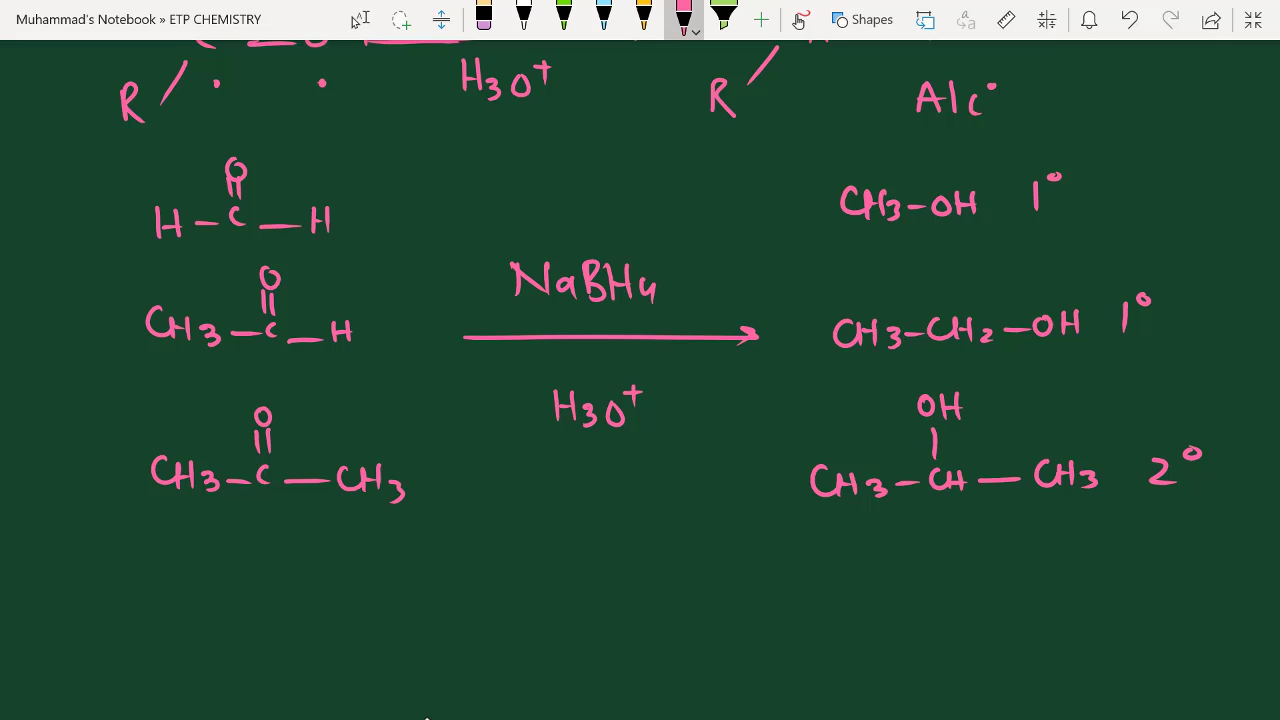 Muhammad's Notebook » ETP CHEMISTRY
Shapes
R H3O+ R Alc.
O
||
H - C - H CH3 - OH 1°
O
||
CH3 - C - H NaBH4 CH3 - CH2 - OH 1°
H3O+
O OH
||
CH3 - C - CH3 CH3 - CH - CH3 2°